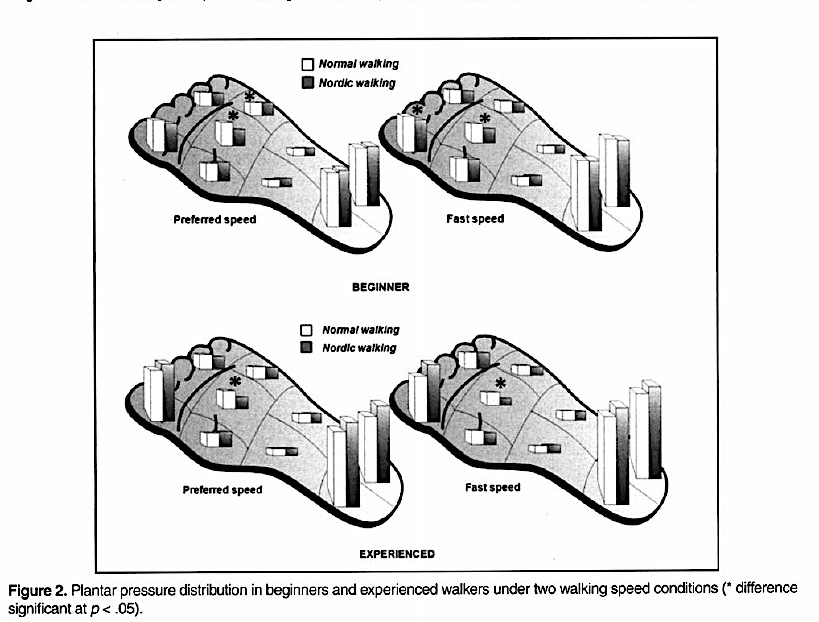 Normal walking
Nordic walking
*
*
*
*
Preferred speed
Fast speed
BEGINNER
Normal walking
Nordic walking
*
*
Preferred speed
Fast speed
EXPERIENCED
Figure 2. Plantar pressure distribution in beginners and experienced walkers under two walking speed conditions (* difference
significant at p < .05).